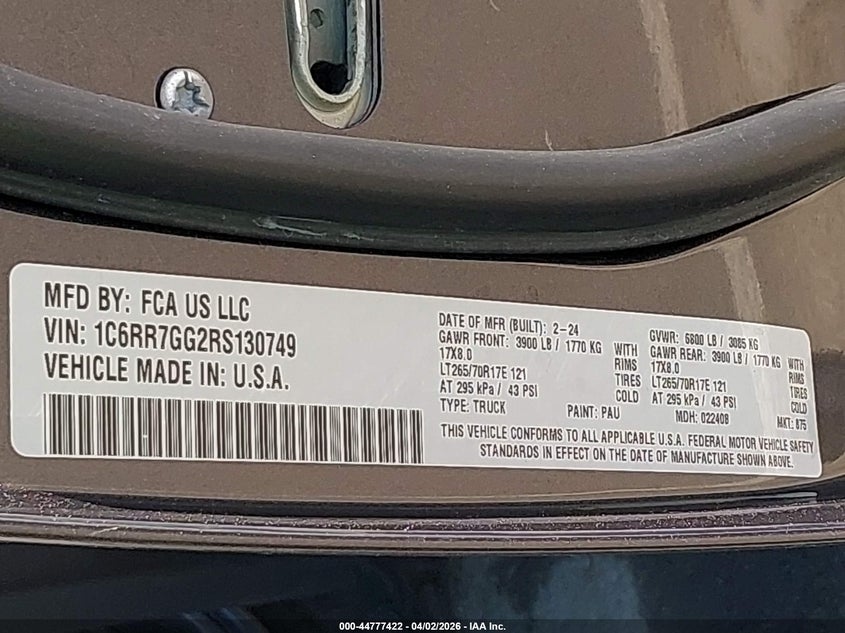 MFD BY: FCA US LLC
VIN: 1C6RR7GG2RS130749
VEHICLE MADE IN: U.S.A.
DATE OF MFR (BUILT): 2-24
GAWR FRONT: 3900 LB / 1770 KG WITH
17X8.0 RIMS
LT265/70R17E 121 TIRES
AT 295 kPa / 43 PSI COLD
TYPE: TRUCK PAINT: PAU
GVWR: 6800 LB / 3085 KG
GAWR REAR: 3900 LB / 1770 KG WITH
17X8.0 RIMS
LT265/70R17E 121 TIRES
AT 295 kPa / 43 PSI COLD
MDH: 022408 MKT: 875
THIS VEHICLE CONFORMS TO ALL APPLICABLE U.S.A. FEDERAL MOTOR VEHICLE SAFETY
STANDARDS IN EFFECT ON THE DATE OF MANUFACTURE SHOWN ABOVE.
000-44777422 - 04/02/2026 - IAA Inc.